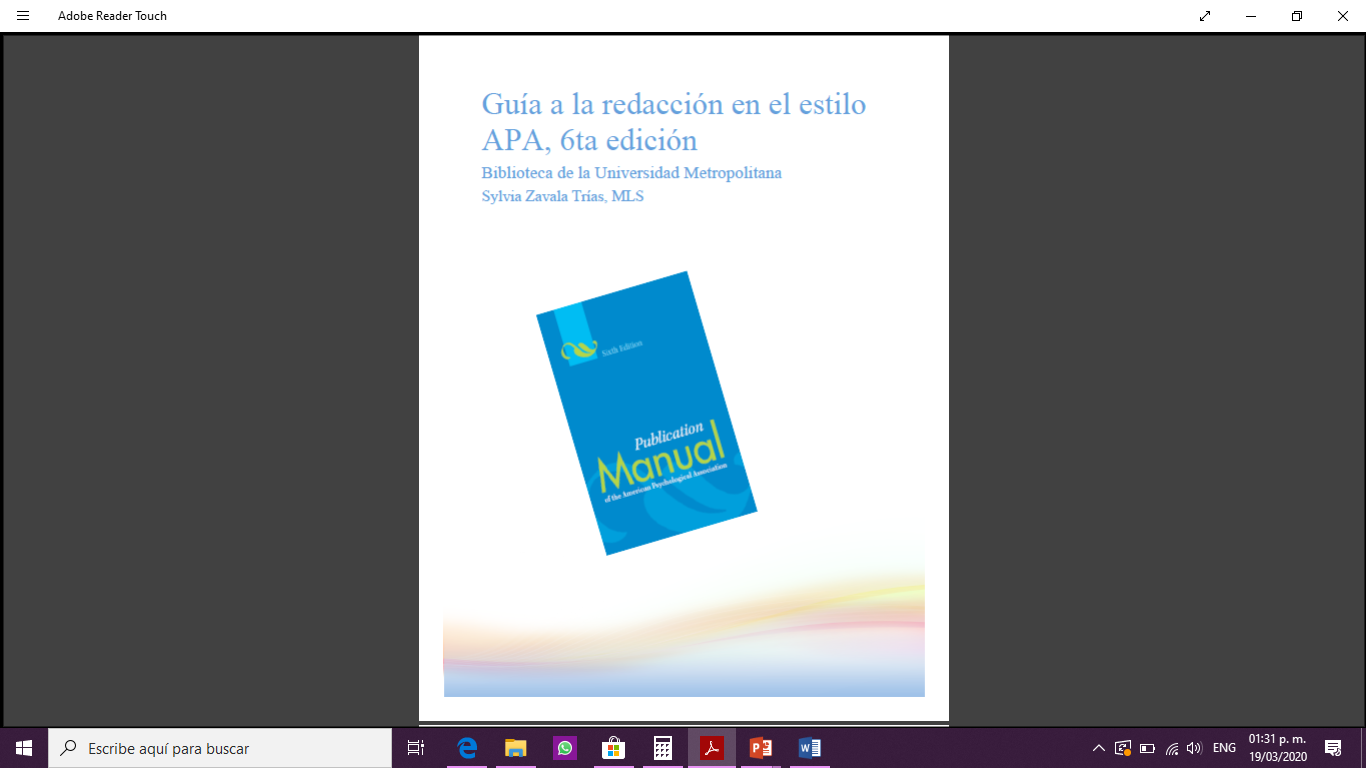 Adobe Reader Touch
Guía a la redacción en el estilo
APA, 6ta edición
Biblioteca de la Universidad Metropolitana
Sylvia Zavala Trías, MLS
Sixth Edition
Publication
Manual
of the American Psychological Association
Escribe aquí para buscar
ENG
01:31 p. m.
19/03/2020